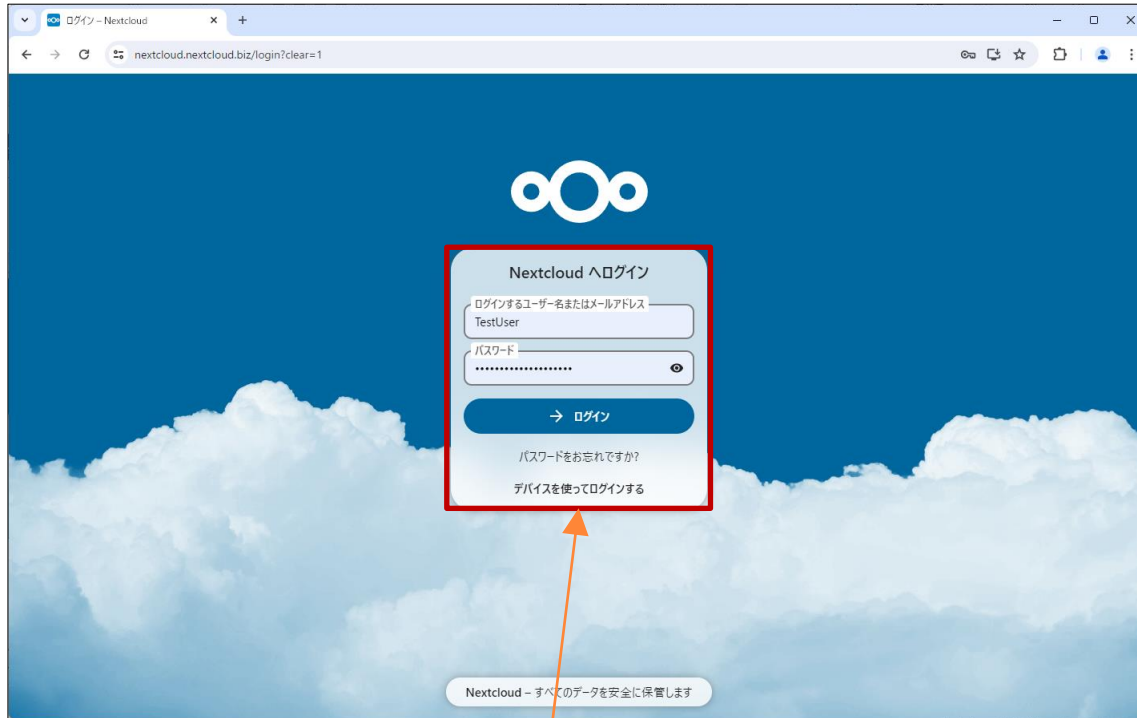 ログイン – Nextcloud
nextcloud.nextcloud.biz/login?clear=1
Nextcloud へログイン
ログインするユーザー名またはメールアドレス
TestUser
パスワード
••••••••••••••••••••
→ ログイン
パスワードをお忘れですか?
デバイスを使ってログインする
Nextcloud – すべてのデータを安全に保管します